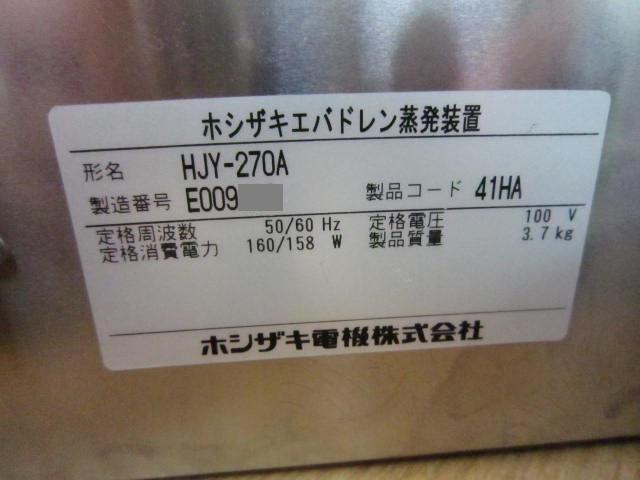 ホシザキエバドレン蒸発装置
形名 HJY-270A
製造番号 E009 製品コード 41HA
定格周波数 50/60 Hz 定格電圧 100 V
定格消費電力 160/158 W 製品質量 3.7 kg
ホシザキ電機株式会社